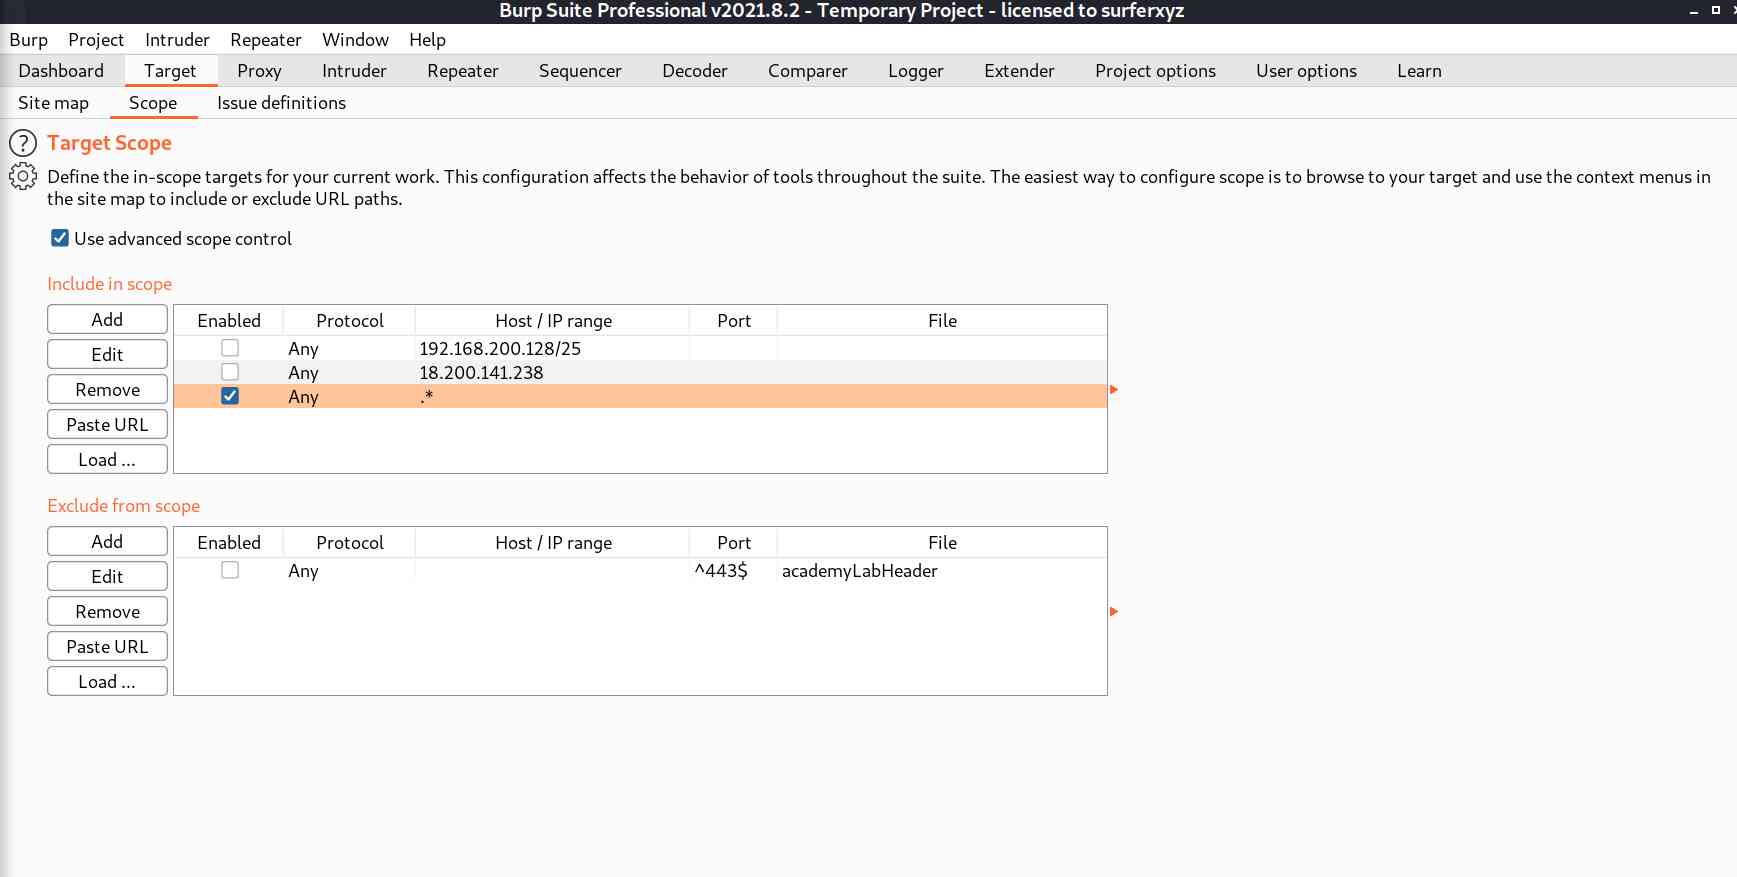 Burp Suite Professional v2021.8.2 - Temporary Project - licensed to surferxyz
Burp Project Intruder Repeater Window Help
Dashboard Target Proxy Intruder Repeater Sequencer Decoder Comparer Logger Extender Project options User options Learn
Site map Scope Issue definitions
? Target Scope
Define the in-scope targets for your current work. This configuration affects the behavior of tools throughout the suite. The easiest way to configure scope is to browse to your target and use the context menus in
the site map to include or exclude URL paths.
Use advanced scope control
Include in scope
Add
Edit
Remove
Paste URL
Load ...
Enabled Protocol Host / IP range Port File
Any 192.168.200.128/25
Any 18.200.141.238
Any .*
Exclude from scope
Add
Edit
Remove
Paste URL
Load ...
Enabled Protocol Host / IP range Port File
Any ^443$ academyLabHeader